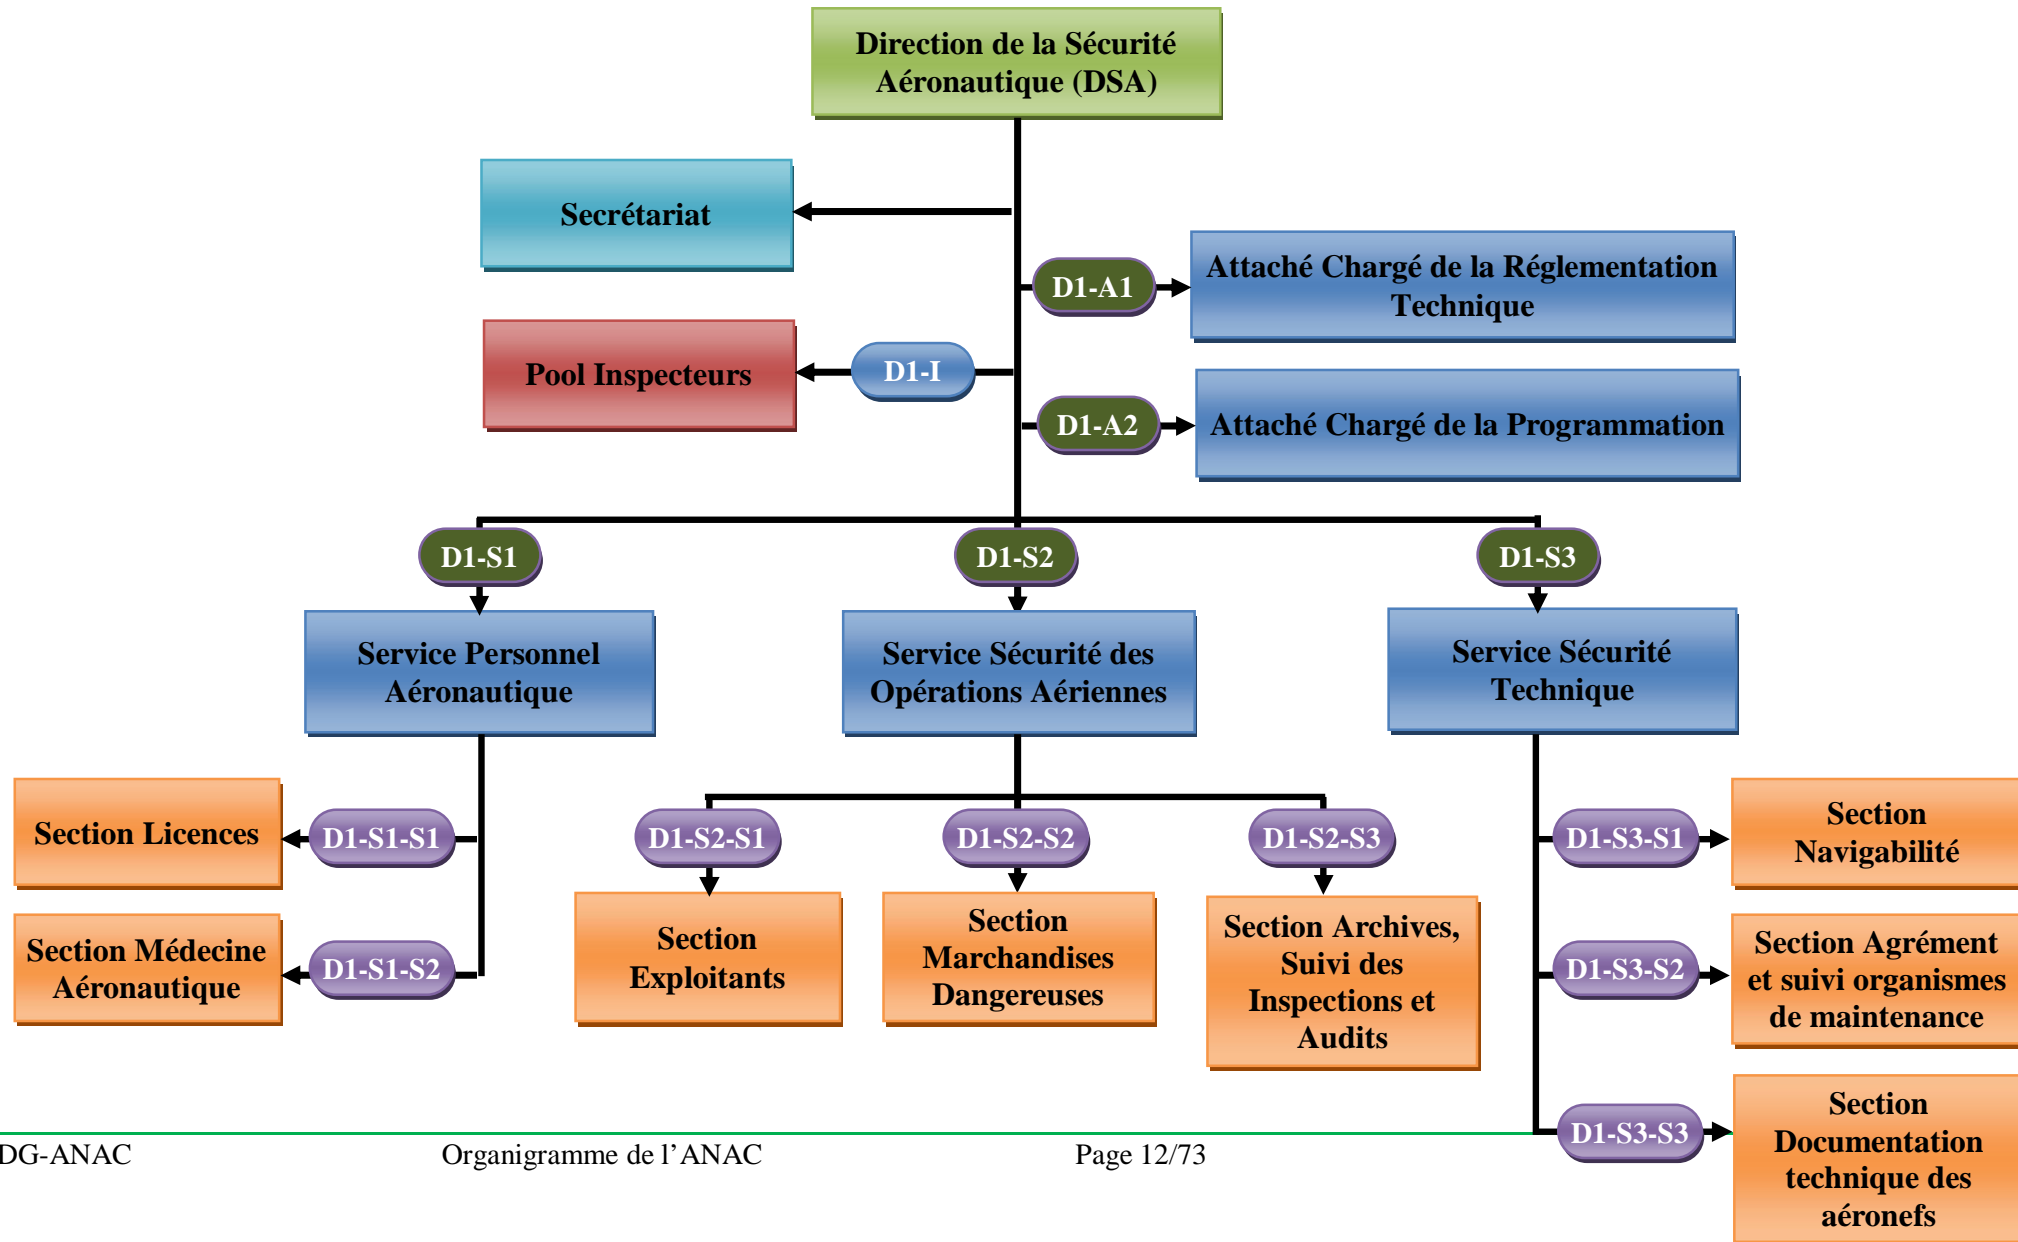 Direction de la Sécurité
Aéronautique (DSA)
Secrétariat
D1-A1
Attaché Chargé de la Réglementation
Technique
Pool Inspecteurs
D1-I
D1-A2
Attaché Chargé de la Programmation
D1-S1
D1-S2
D1-S3
Service Personnel
Aéronautique
Service Sécurité des
Opérations Aériennes
Service Sécurité
Technique
Section Licences
D1-S1-S1
D1-S2-S1
D1-S2-S2
D1-S2-S3
D1-S3-S1
Section
Navigabilité
Section Médecine
Aéronautique
D1-S1-S2
Section
Exploitants
Section
Marchandises
Dangereuses
Section Archives,
Suivi des
Inspections et
Audits
D1-S3-S2
Section Agrément
et suivi organismes
de maintenance
D1-S3-S3
Section
Documentation
technique des
aéronefs
DG-ANAC
Organigramme de l’ANAC
Page 12/73